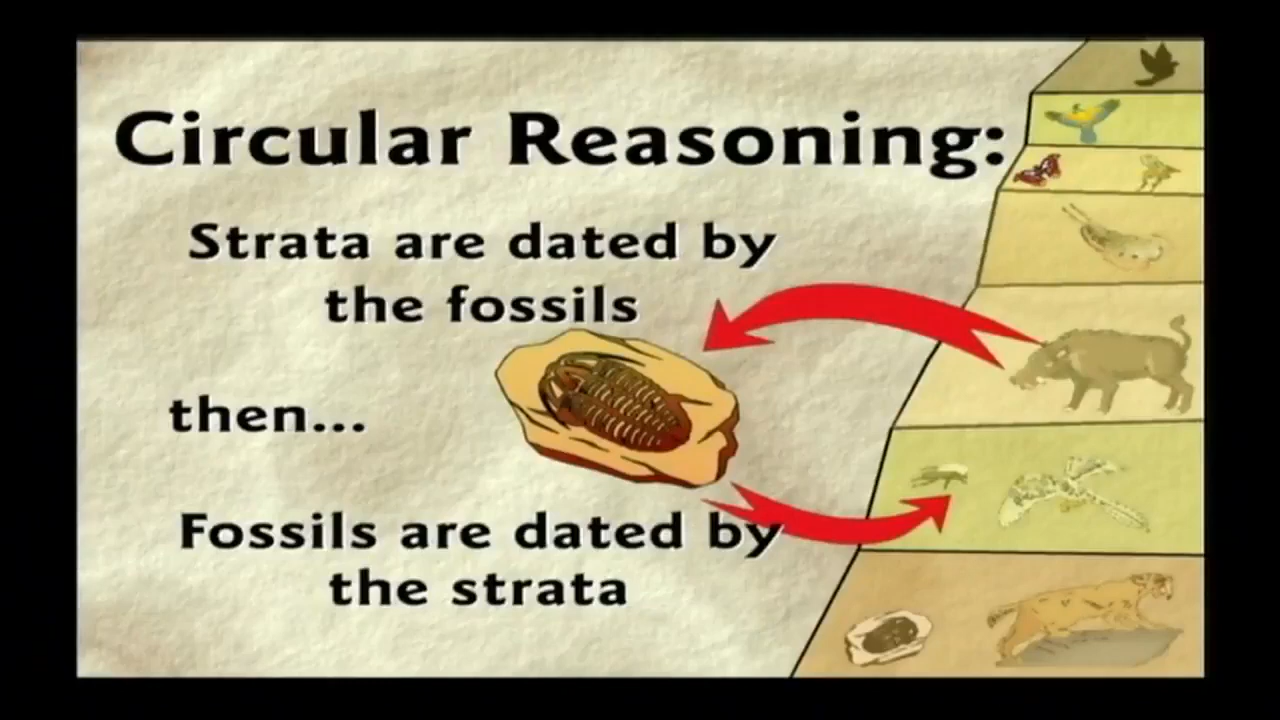 Circular Reasoning:
Strata are dated by
the fossils
then...
Fossils are dated by
the strata